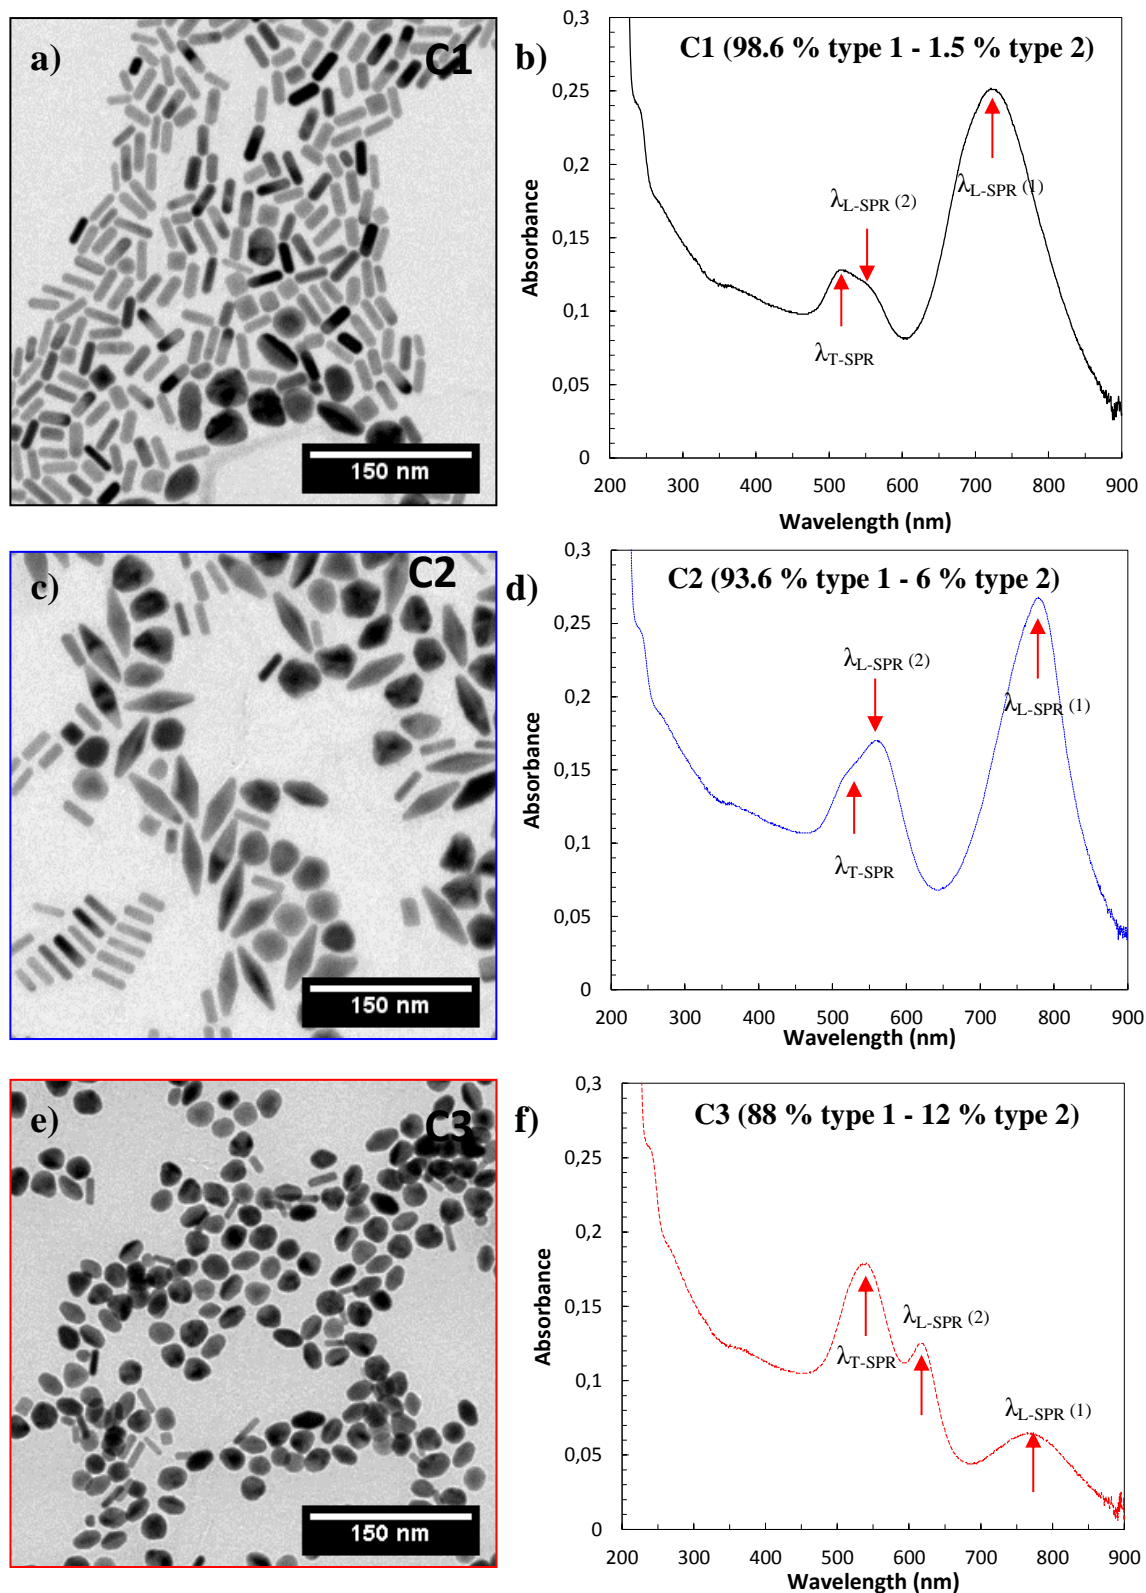 a)
C1
150 nm
b)
C1 (98.6 % type 1 - 1.5 % type 2)
0,3
0,25
0,2
0,15
0,1
0,05
0
Absorbance
λL-SPR (1)
λL-SPR (2)
λT-SPR
200 300 400 500 600 700 800 900
Wavelength (nm)
c)
C2
150 nm
d)
C2 (93.6 % type 1 - 6 % type 2)
0,3
0,25
0,2
0,15
0,1
0,05
0
Absorbance
λL-SPR (2)
λL-SPR (1)
λT-SPR
200 300 400 500 600 700 800 900
Wavelength (nm)
e)
C3
150 nm
f)
C3 (88 % type 1 - 12 % type 2)
0,3
0,25
0,2
0,15
0,1
0,05
0
Absorbance
λL-SPR (2)
λT-SPR
λL-SPR (1)
200 300 400 500 600 700 800 900
Wavelength (nm)